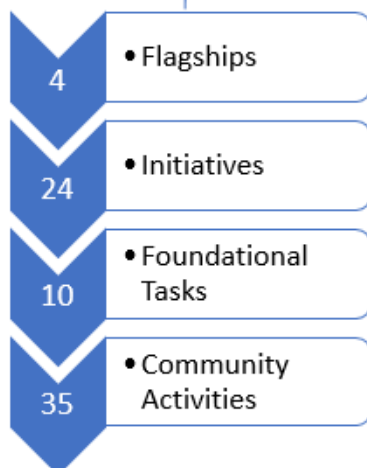 4
• Flagships
24
• Initiatives
10
• Foundational
Tasks
35
• Community
Activities